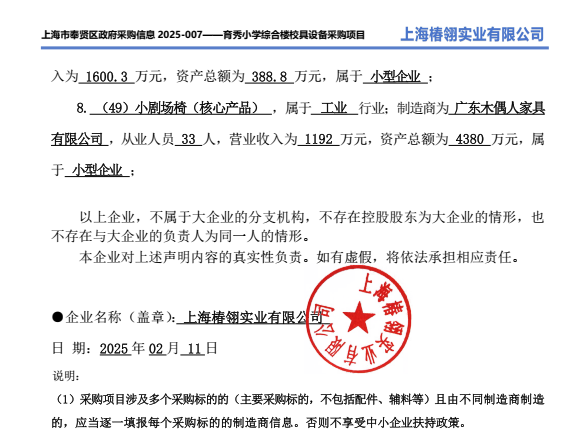 上海市奉贤区政府采购信息 2025-007——育秀小学综合楼校具设备采购项目
上海椿翎实业有限公司
入为 1600.3 万元，资产总额为 388.8 万元，属于 小型企业 ；
8. （49）小剧场椅（核心产品） ，属于 工业 行业；制造商为 广东木偶人家具
有限公司 ，从业人员 33 人，营业收入为 1192 万元，资产总额为 4380 万元，属
于 小型企业 ；
以上企业，不属于大企业的分支机构，不存在控股股东为大企业的情形，也
不存在与大企业的负责人为同一人的情形。
本企业对上述声明内容的真实性负责。如有虚假，将依法承担相应责任。
上海椿翎实业有限公司
●企业名称（盖章）：上海椿翎实业有限公司
日 期：2025 年 02 月 11 日
说明：
（1）采购项目涉及多个采购标的的（主要采购标的，不包括配件、辅料等）且由不同制造商制造
的，应当逐一填报每个采购标的的制造商信息。否则不享受中小企业扶持政策。